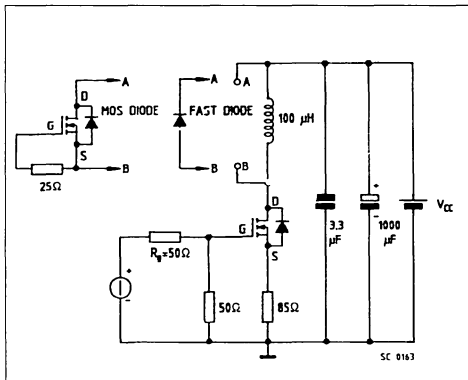 A
A
A
D
MOS DIODE
FAST DIODE
100 μH
G
S
B
B
B
25Ω
D
G
S
Rg=50Ω
+
-
50Ω
85Ω
3.3
μF
+
-
1000
μF
VCC
SC 0163